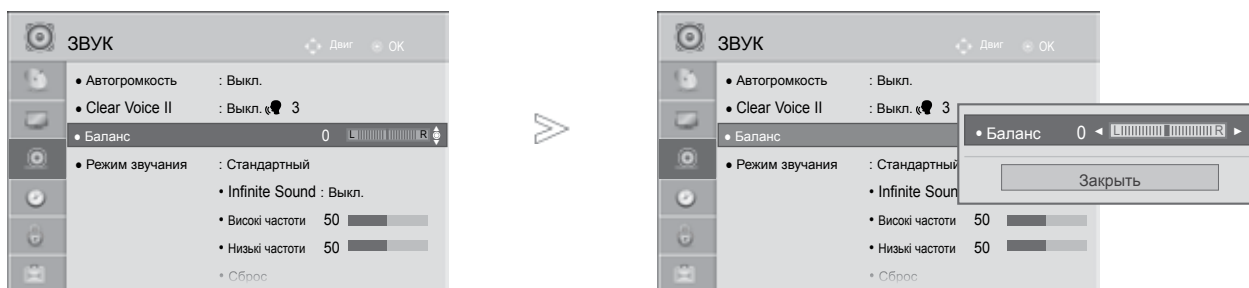 ЗВУК
Двиг OK
• Автогромкость : Выкл.
• Clear Voice II : Выкл. 3
• Баланс 0 L R
• Режим звучания : Стандартный
• Infinite Sound : Выкл.
• Високі частоти 50
• Низькі частоти 50
• Сброс
ЗВУК
Двиг OK
• Автогромкость : Выкл.
• Clear Voice II : Выкл. 3
• Баланс
• Режим звучания : Стандартный
• Infinite Soun
• Високі частоти 50
• Низькі частоти 50
• Сброс
• Баланс 0 ◄ L R ►
Закрыть